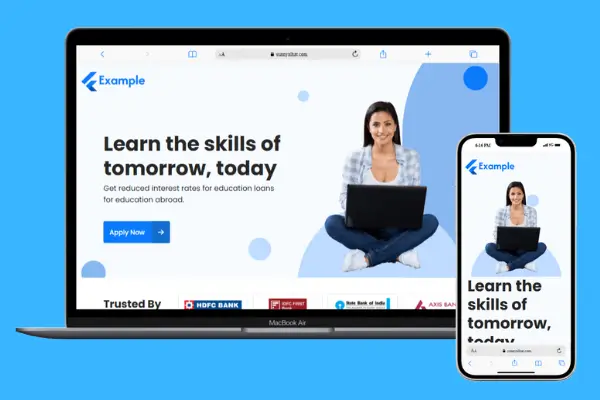 Example
Learn the skills of
tomorrow, today
Get reduced interest rates for education loans
for education abroad.
Apply Now
Trusted By
HDFC BANK
IDFC FIRST
Bank
State Bank of India
AXIS BAN
MacBook Air
Example
Learn the
skills of
tomorrow,
today